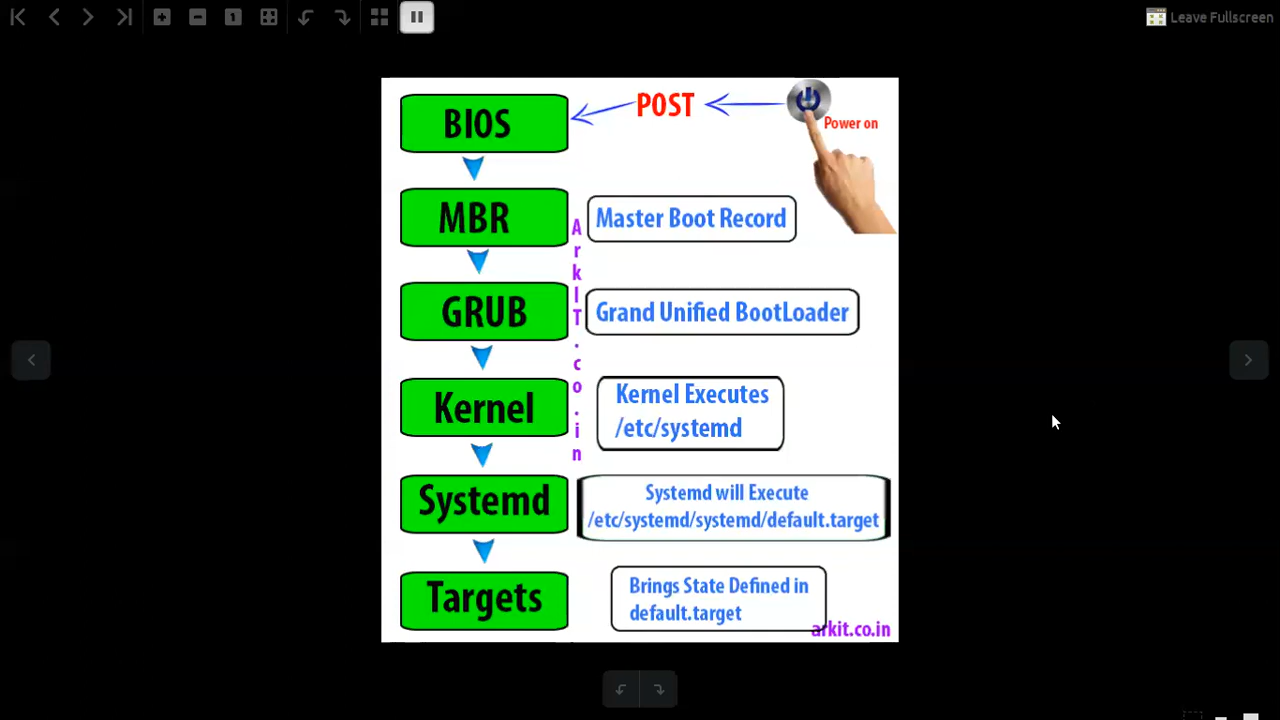 1
Leave Fullscreen
BIOS
POST
Power on
MBR
Master Boot Record
GRUB
Grand Unified BootLoader
Kernel
Kernel Executes
/etc/systemd
Systemd
Systemd will Execute
/etc/systemd/systemd/default.target
Targets
Brings State Defined in
default.target
ArkIT.co.in
arkit.co.in